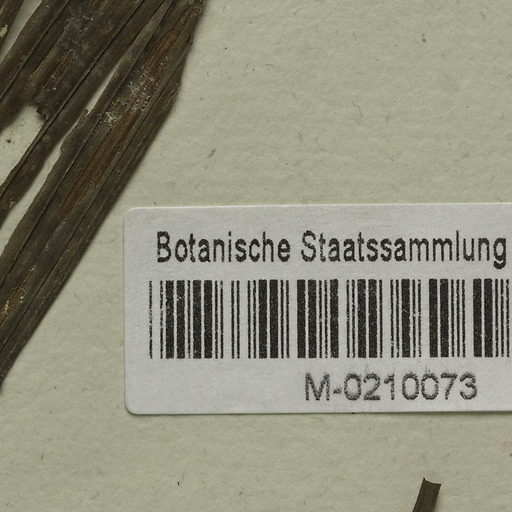 Botanische Staatssammlung
M-0210073